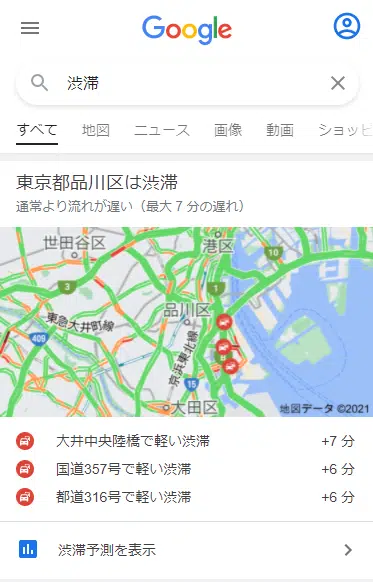 Google
渋滞
すべて 地図 ニュース 画像 動画 ショッピ
東京都品川区は渋滞
通常より流れが遅い（最大 7 分の遅れ）
世田谷区
港区
10
3
1
品川区
東急大井町線
409
京浜東北線
15
大田区
地図データ ©2021
大井中央陸橋で軽い渋滞 +7 分
国道357号で軽い渋滞 +6 分
都道316号で軽い渋滞 +6 分
渋滞予測を表示